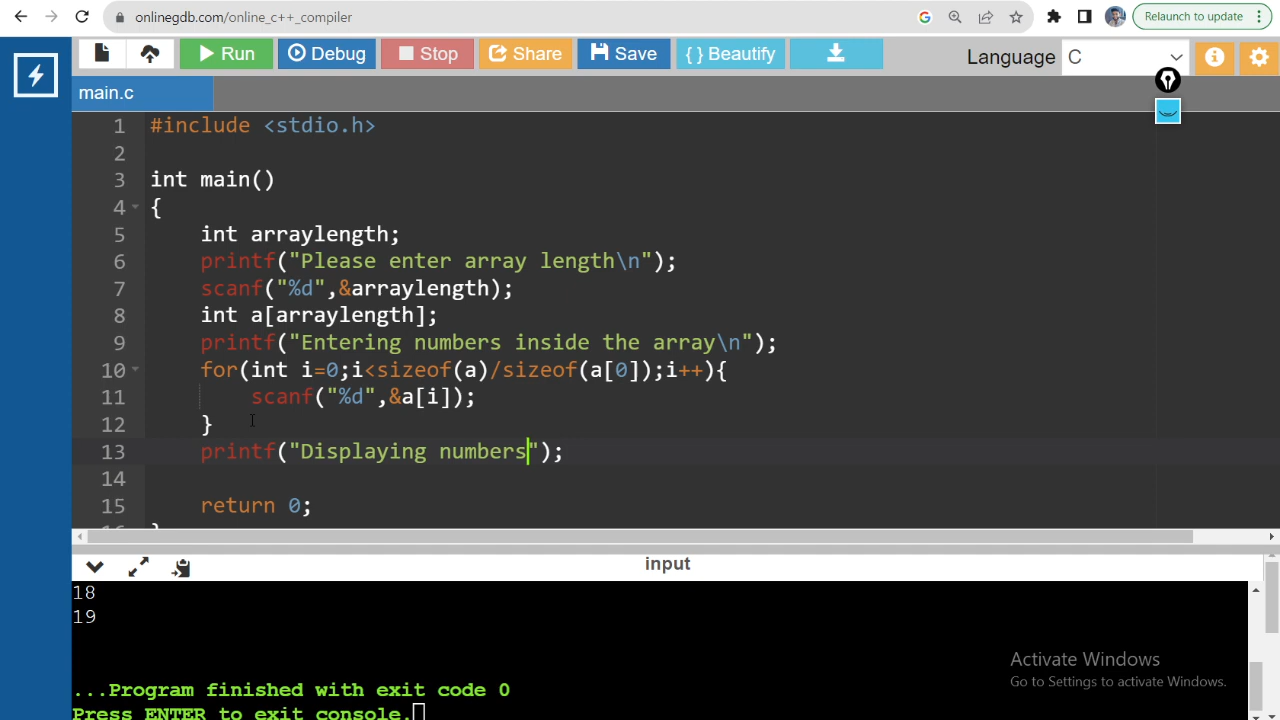 onlinegdb.com/online_c++_compiler
Relaunch to update
Run
Debug
Stop
Share
Save
{ } Beautify
Language C
main.c
1 #include <stdio.h>
2
3 int main()
4 {
5 int arraylength;
6 printf("Please enter array length\n");
7 scanf("%d",&arraylength);
8 int a[arraylength];
9 printf("Entering numbers inside the array\n");
10 for(int i=0;i<sizeof(a)/sizeof(a[0]);i++){
11 scanf("%d",&a[i]);
12 }
13 printf("Displaying numbers");
14
15 return 0;
16 }
input
18
19
...Program finished with exit code 0
Press ENTER to exit console.
Activate Windows
Go to Settings to activate Windows.